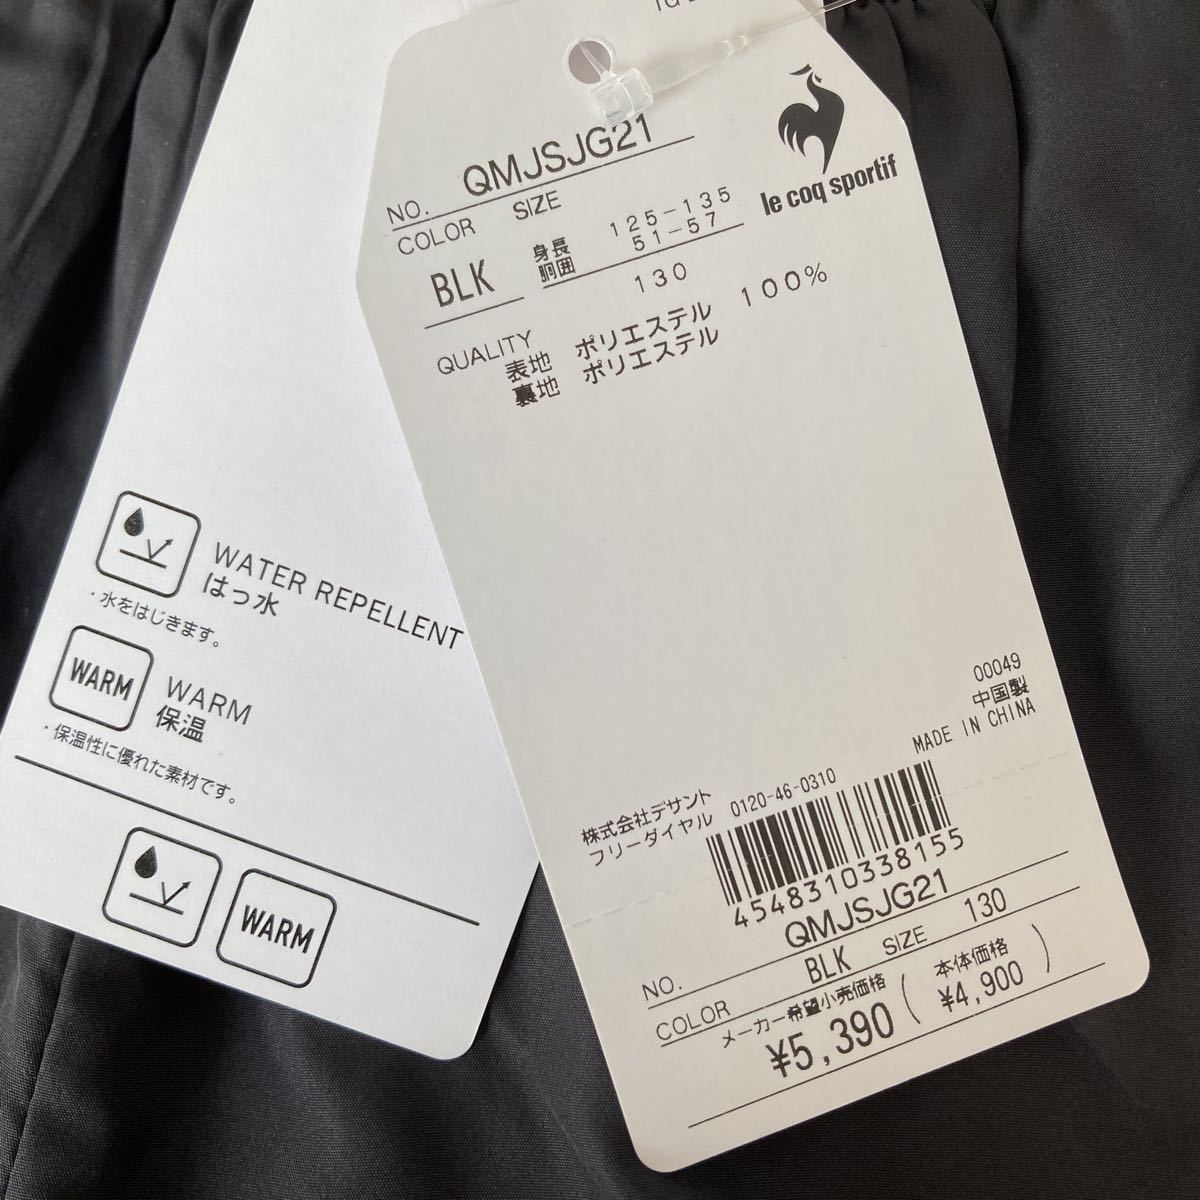 WATER REPELLENT
はっ水
・水をはじきます。
WARM
WARM
保温
・保温性に優れた素材です。
WARM
le coq sportif
NO. QMJSJG21
COLOR SIZE
BLK 身長 125-135
胴囲 51-57
130
QUALITY
表地 ポリエステル 100%
裏地 ポリエステル
00049
中国製
MADE IN CHINA
株式会社デサント
フリーダイヤル 0120-46-0310
4548310338155
NO. QMJSJG21
COLOR BLK SIZE 130
メーカー希望小売価格 (本体価格
¥5,390 ¥4,900)